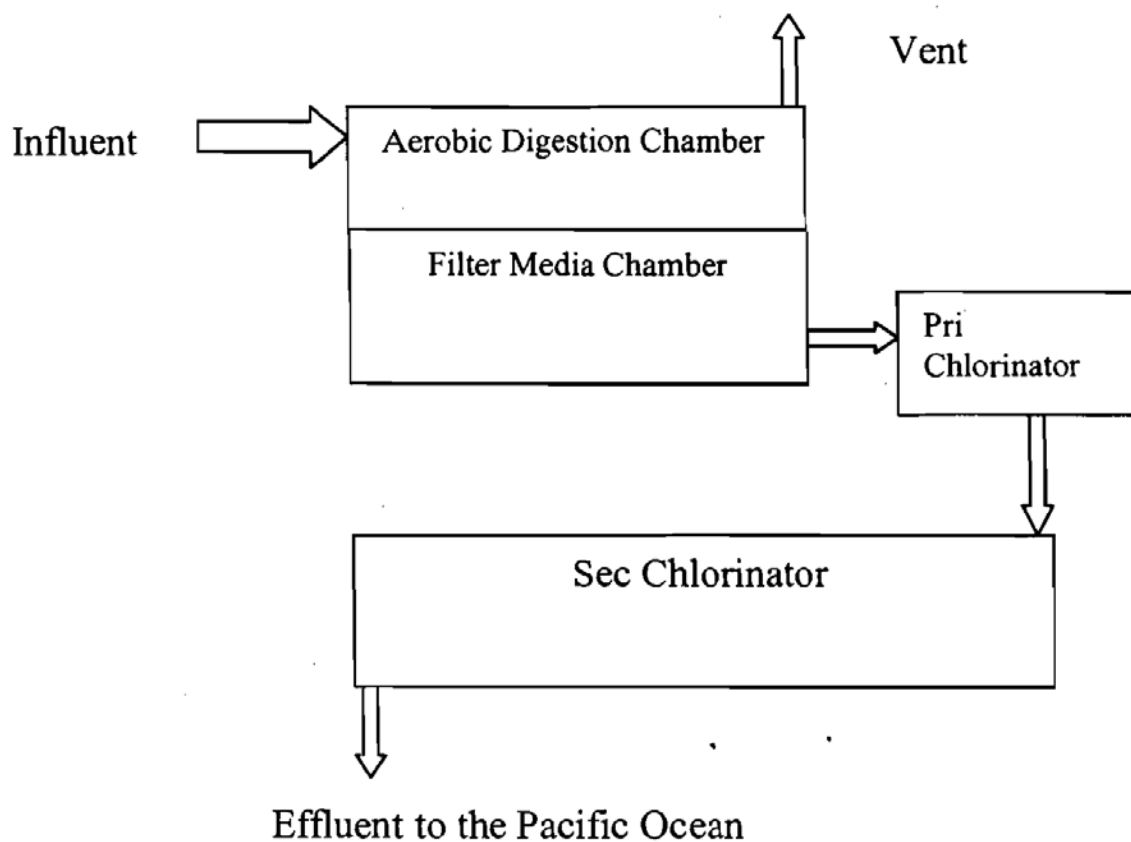 Vent
Influent
Aerobic Digestion Chamber
Filter Media Chamber
Pri
Chlorinator
Sec Chlorinator
Effluent to the Pacific Ocean